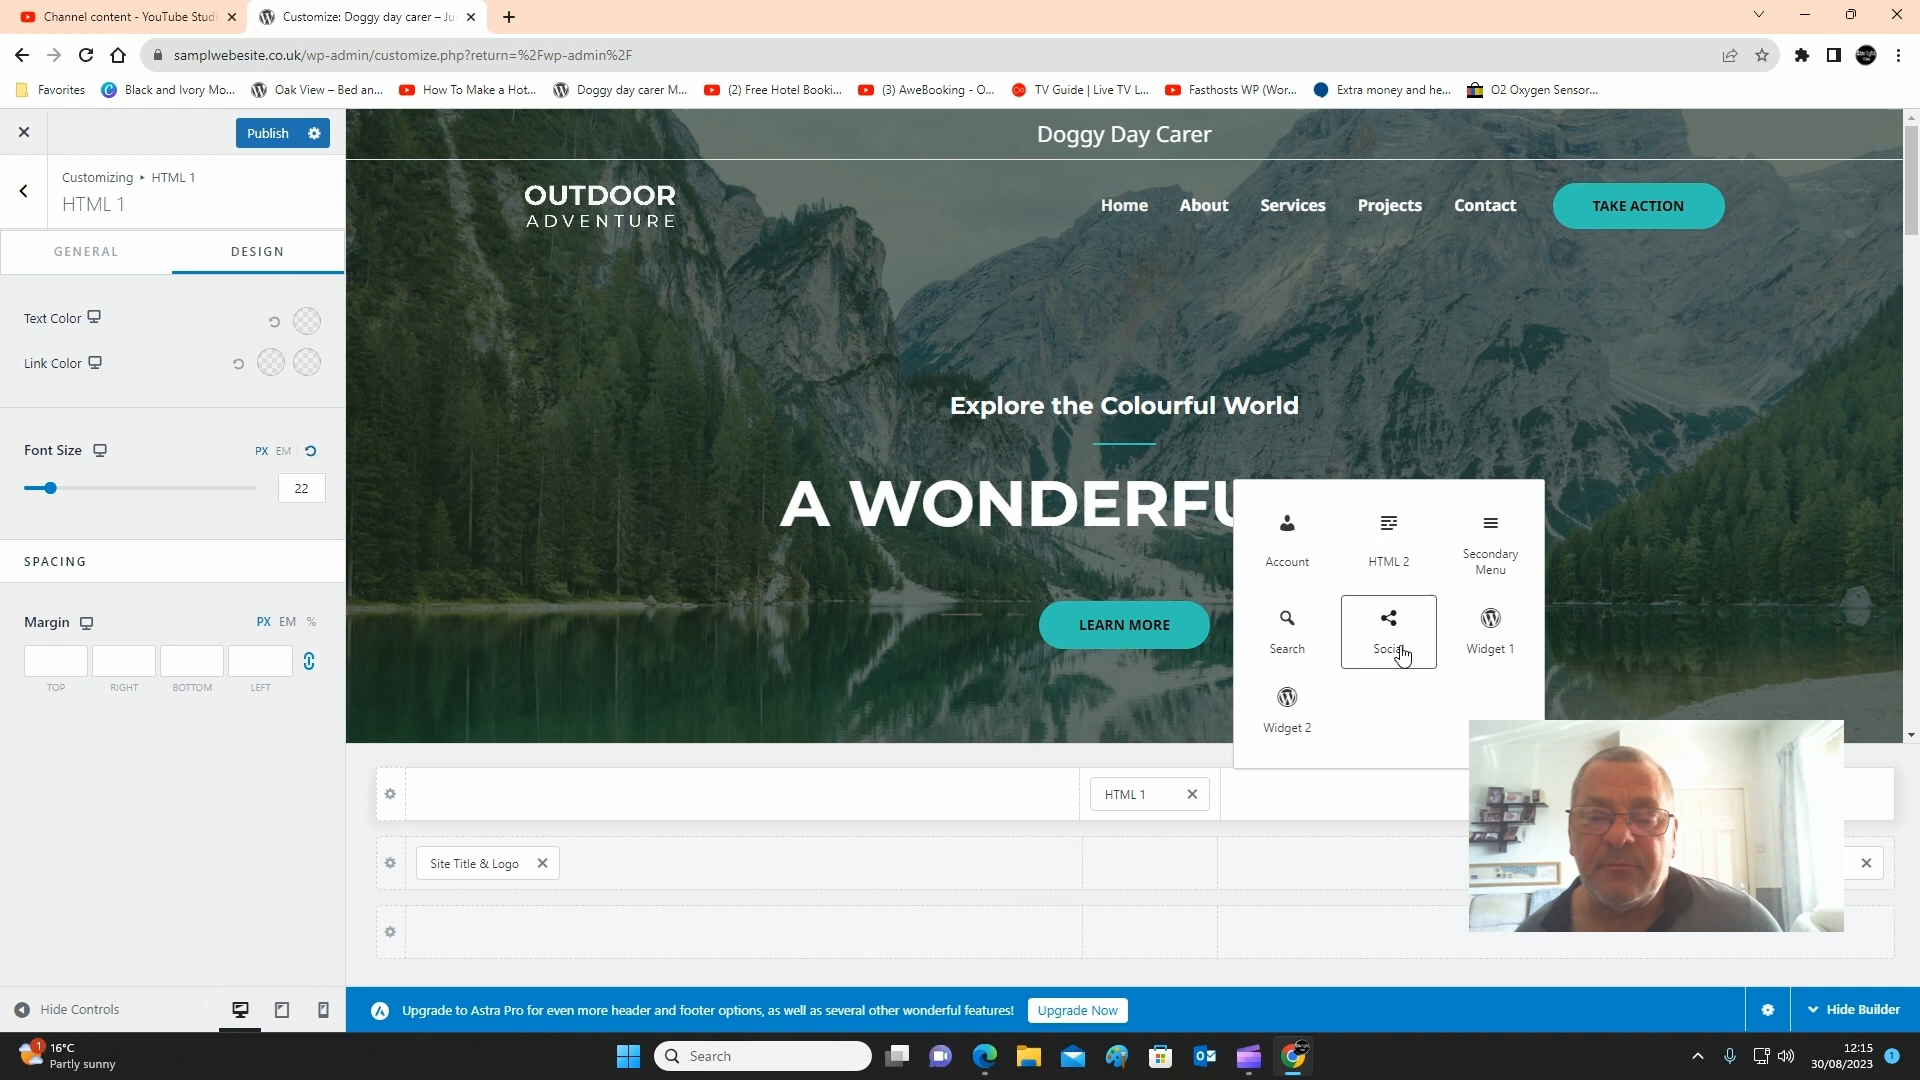 Channel content - YouTube Studi
Customize: Doggy day carer – Ju
samplwebesite.co.uk/wp-admin/customize.php?return=%2Fwp-admin%2F
Favorites
Black and Ivory Mo...
Oak View – Bed an...
How To Make a Hot...
Doggy day carer M...
(2) Free Hotel Booki...
(3) AweBooking - O...
TV Guide | Live TV L...
Fasthosts WP (Wor...
Extra money and he...
O2 Oxygen Sensor...
Publish
Customizing ▸ HTML 1
HTML 1
GENERAL
DESIGN
Text Color
Link Color
Font Size
PX EM
22
SPACING
Margin
PX EM %
TOP
RIGHT
BOTTOM
LEFT
Hide Controls
Doggy Day Carer
OUTDOOR
ADVENTURE
Home
About
Services
Projects
Contact
TAKE ACTION
Explore the Colourful World
A WONDERFU
LEARN MORE
Account
HTML 2
Secondary
Menu
Search
Social
Widget 1
Widget 2
HTML 1
Site Title & Logo
Upgrade to Astra Pro for even more header and footer options, as well as several other wonderful features!
Upgrade Now
Hide Builder
1
16°C
Partly sunny
Search
12:15
30/08/2023
1